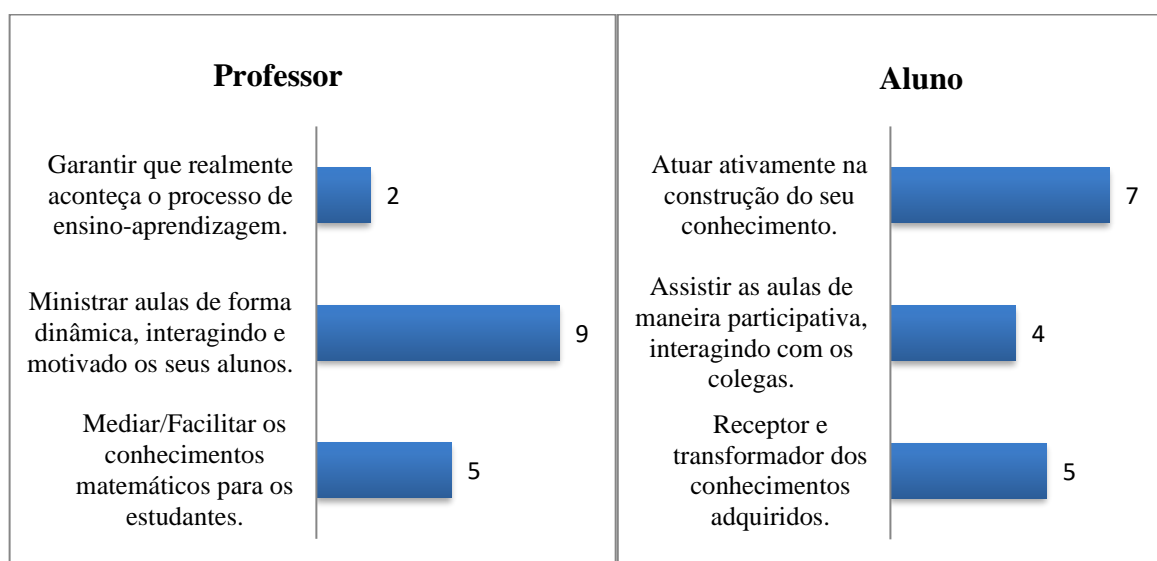 Professor
Garantir que realmente
aconteça o processo de
ensino-aprendizagem.
2
Ministrar aulas de forma
dinâmica, interagindo e
motivado os seus alunos.
9
Mediar/Facilitar os
conhecimentos
matemáticos para os
estudantes.
5
Aluno
Atuar ativamente na
construção do seu
conhecimento.
7
Assistir as aulas de
maneira participativa,
interagindo com os
colegas.
4
Receptor e
transformador dos
conhecimentos
adquiridos.
5